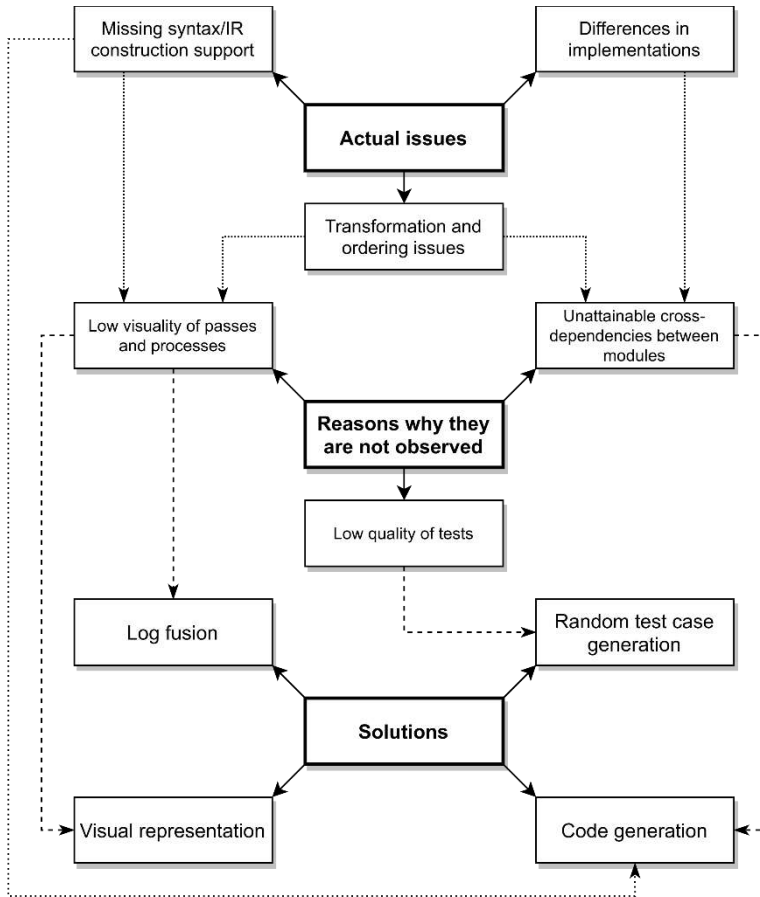 Missing syntax/IR
construction support
Differences in
implementations
Actual issues
Transformation and
ordering issues
Low visuality of passes
and processes
Unattainable cross-
dependencies between
modules
Reasons why they
are not observed
Low quality of tests
Log fusion
Random test case
generation
Solutions
Visual representation
Code generation